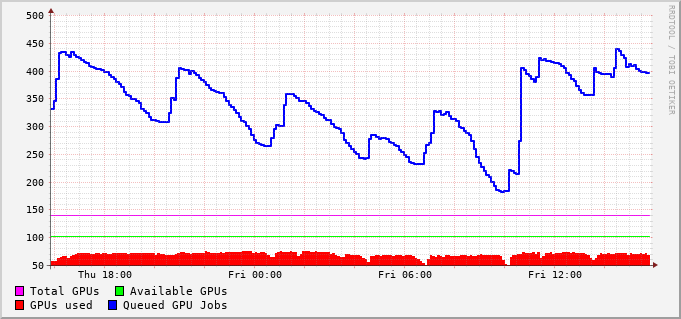 500
450
400
350
300
250
200
150
100
50
Thu 18:00 Fri 00:00 Fri 06:00 Fri 12:00
Total GPUs Available GPUs
GPUs used Queued GPU Jobs
RRDTOOL / TOBI OETIKER